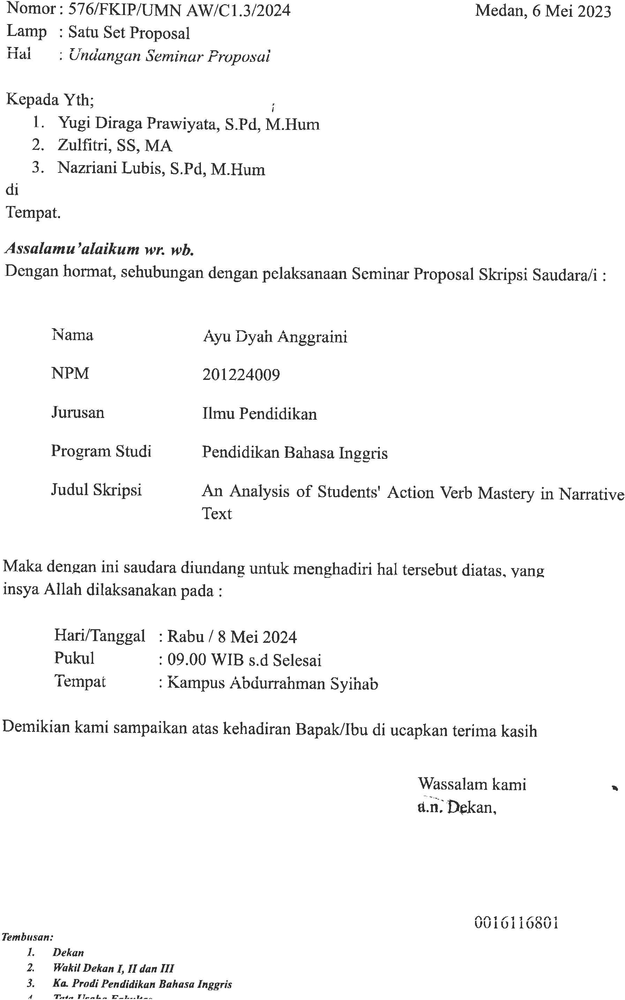 Nomor : 576/FKIP/UMN AW/C1.3/2024 Medan, 6 Mei 2023
Lamp : Satu Set Proposal
Hal : Undangan Seminar Proposal
Kepada Yth;
1. Yugi Diraga Prawiyata, S.Pd, M.Hum
2. Zulfitri, SS, MA
3. Nazriani Lubis, S.Pd, M.Hum
di
Tempat.
Assalamu'alaikum wr. wb.
Dengan hormat, sehubungan dengan pelaksanaan Seminar Proposal Skripsi Saudara/i :
Nama Ayu Dyah Anggraini
NPM 201224009
Jurusan Ilmu Pendidikan
Program Studi Pendidikan Bahasa Inggris
Judul Skripsi An Analysis of Students' Action Verb Mastery in Narrative
Text
Maka dengan ini saudara diundang untuk menghadiri hal tersebut diatas, yang
insya Allah dilaksanakan pada :
Hari/Tanggal : Rabu / 8 Mei 2024
Pukul : 09.00 WIB s.d Selesai
Tempat : Kampus Abdurrahman Syihab
Demikian kami sampaikan atas kehadiran Bapak/Ibu di ucapkan terima kasih
Wassalam kami
a.n. Dekan,
0016116801
Tembusan:
1. Dekan
2. Wakil Dekan I, II dan III
3. Ka. Prodi Pendidikan Bahasa Inggris
4. Tata Usaha Fakultas